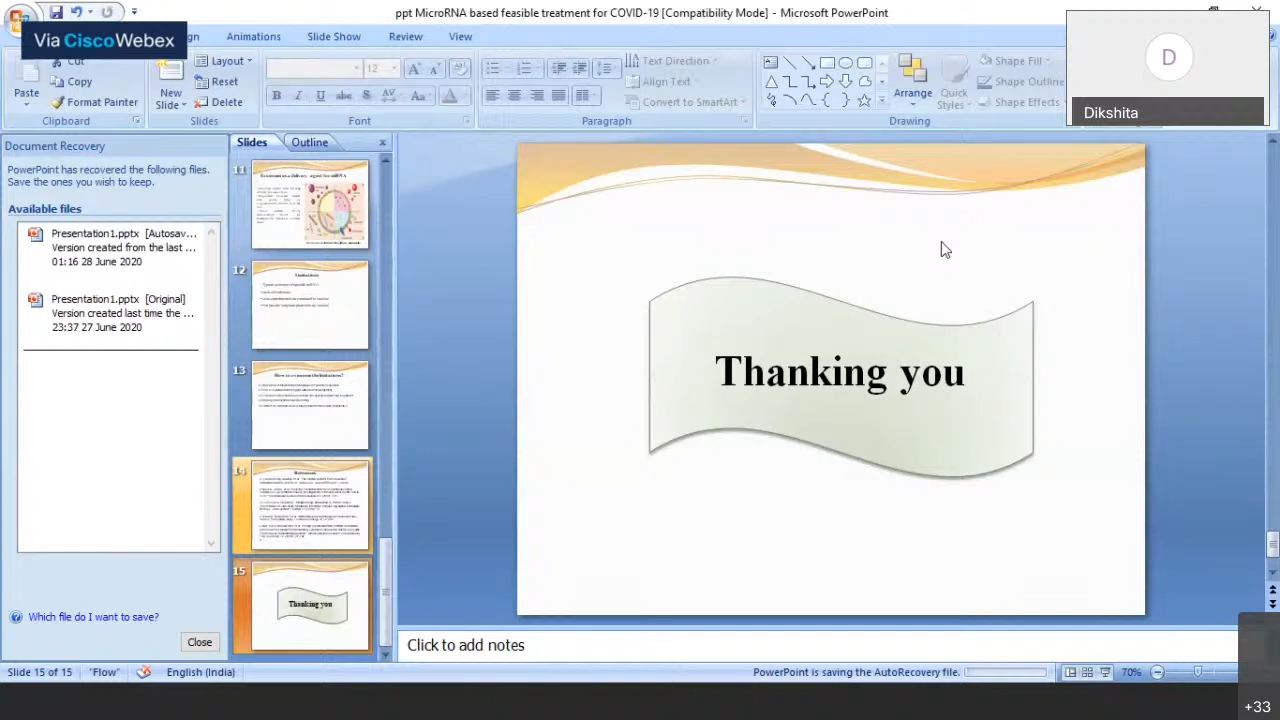 ppt MicroRNA based feasible treatment for COVID-19 [Compatibility Mode] - Microsoft PowerPoint
Via CiscoWebex
Animations
Slide Show
Review
View
Cut
Copy
Format Painter
Paste
Clipboard
New
Slide
Layout
Reset
Delete
Slides
12
Font
Text Direction
Align Text
Convert to SmartArt
Paragraph
Arrange
Quick
Styles
Shape Fill
Shape Outline
Shape Effects
Drawing
D
Dikshita
Document Recovery
PowerPoint has recovered the following files.
Save the ones you wish to keep.
Available files
Presentation1.pptx [Autosav...
Version created from the last ...
01:16 28 June 2020
Presentation1.pptx [Original]
Version created last time the ...
23:37 27 June 2020
Which file do I want to save?
Close
Slides
Outline
11
12
13
14
15
Thanking you
Thanking you
Click to add notes
Slide 15 of 15
"Flow"
English (India)
PowerPoint is saving the AutoRecovery file.
70%
+33